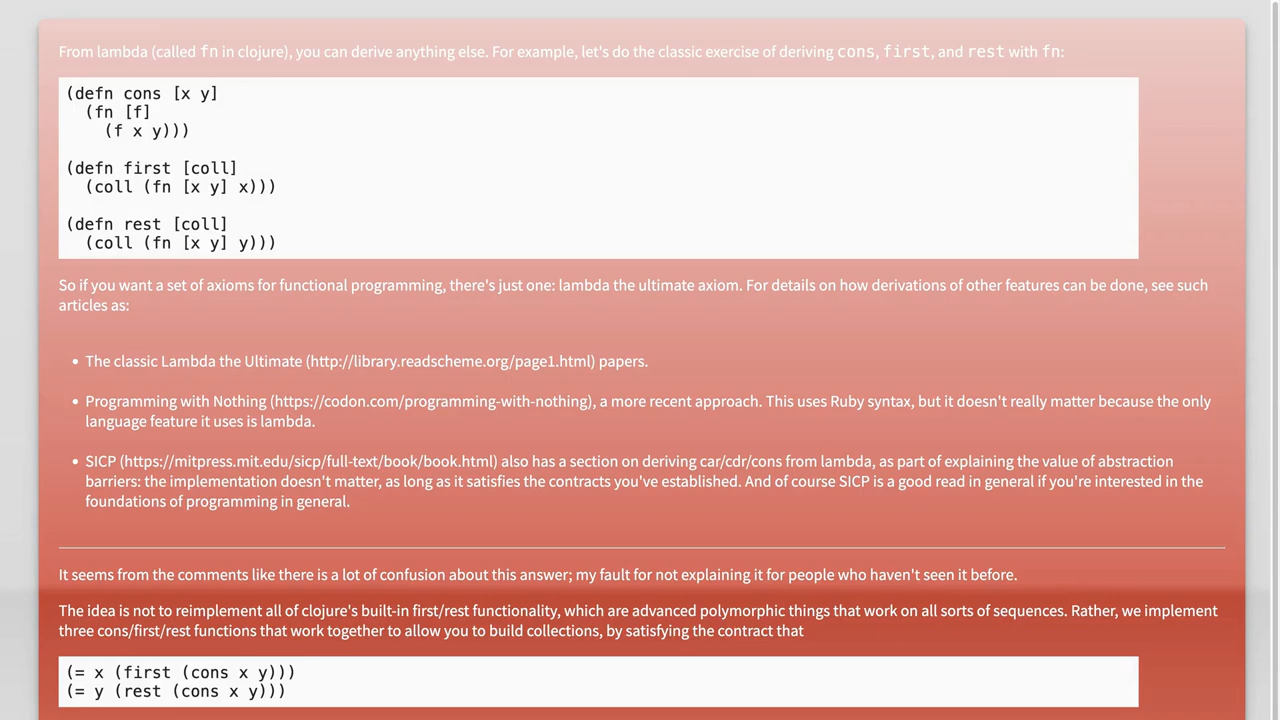 From lambda (called fn in clojure), you can derive anything else. For example, let's do the classic exercise of deriving cons, first, and rest with fn:
(defn cons [x y]
  (fn [f]
    (f x y)))
(defn first [coll]
  (coll (fn [x y] x)))
(defn rest [coll]
  (coll (fn [x y] y)))
So if you want a set of axioms for functional programming, there's just one: lambda the ultimate axiom. For details on how derivations of other features can be done, see such
articles as:
• The classic Lambda the Ultimate (http://library.readscheme.org/page1.html) papers.
• Programming with Nothing (https://codon.com/programming-with-nothing), a more recent approach. This uses Ruby syntax, but it doesn't really matter because the only
language feature it uses is lambda.
• SICP (https://mitpress.mit.edu/sicp/full-text/book/book.html) also has a section on deriving car/cdr/cons from lambda, as part of explaining the value of abstraction
barriers: the implementation doesn't matter, as long as it satisfies the contracts you've established. And of course SICP is a good read in general if you're interested in the
foundations of programming in general.
It seems from the comments like there is a lot of confusion about this answer; my fault for not explaining it for people who haven't seen it before.
The idea is not to reimplement all of clojure's built-in first/rest functionality, which are advanced polymorphic things that work on all sorts of sequences. Rather, we implement
three cons/first/rest functions that work together to allow you to build collections, by satisfying the contract that
(= x (first (cons x y)))
(= y (rest (cons x y)))